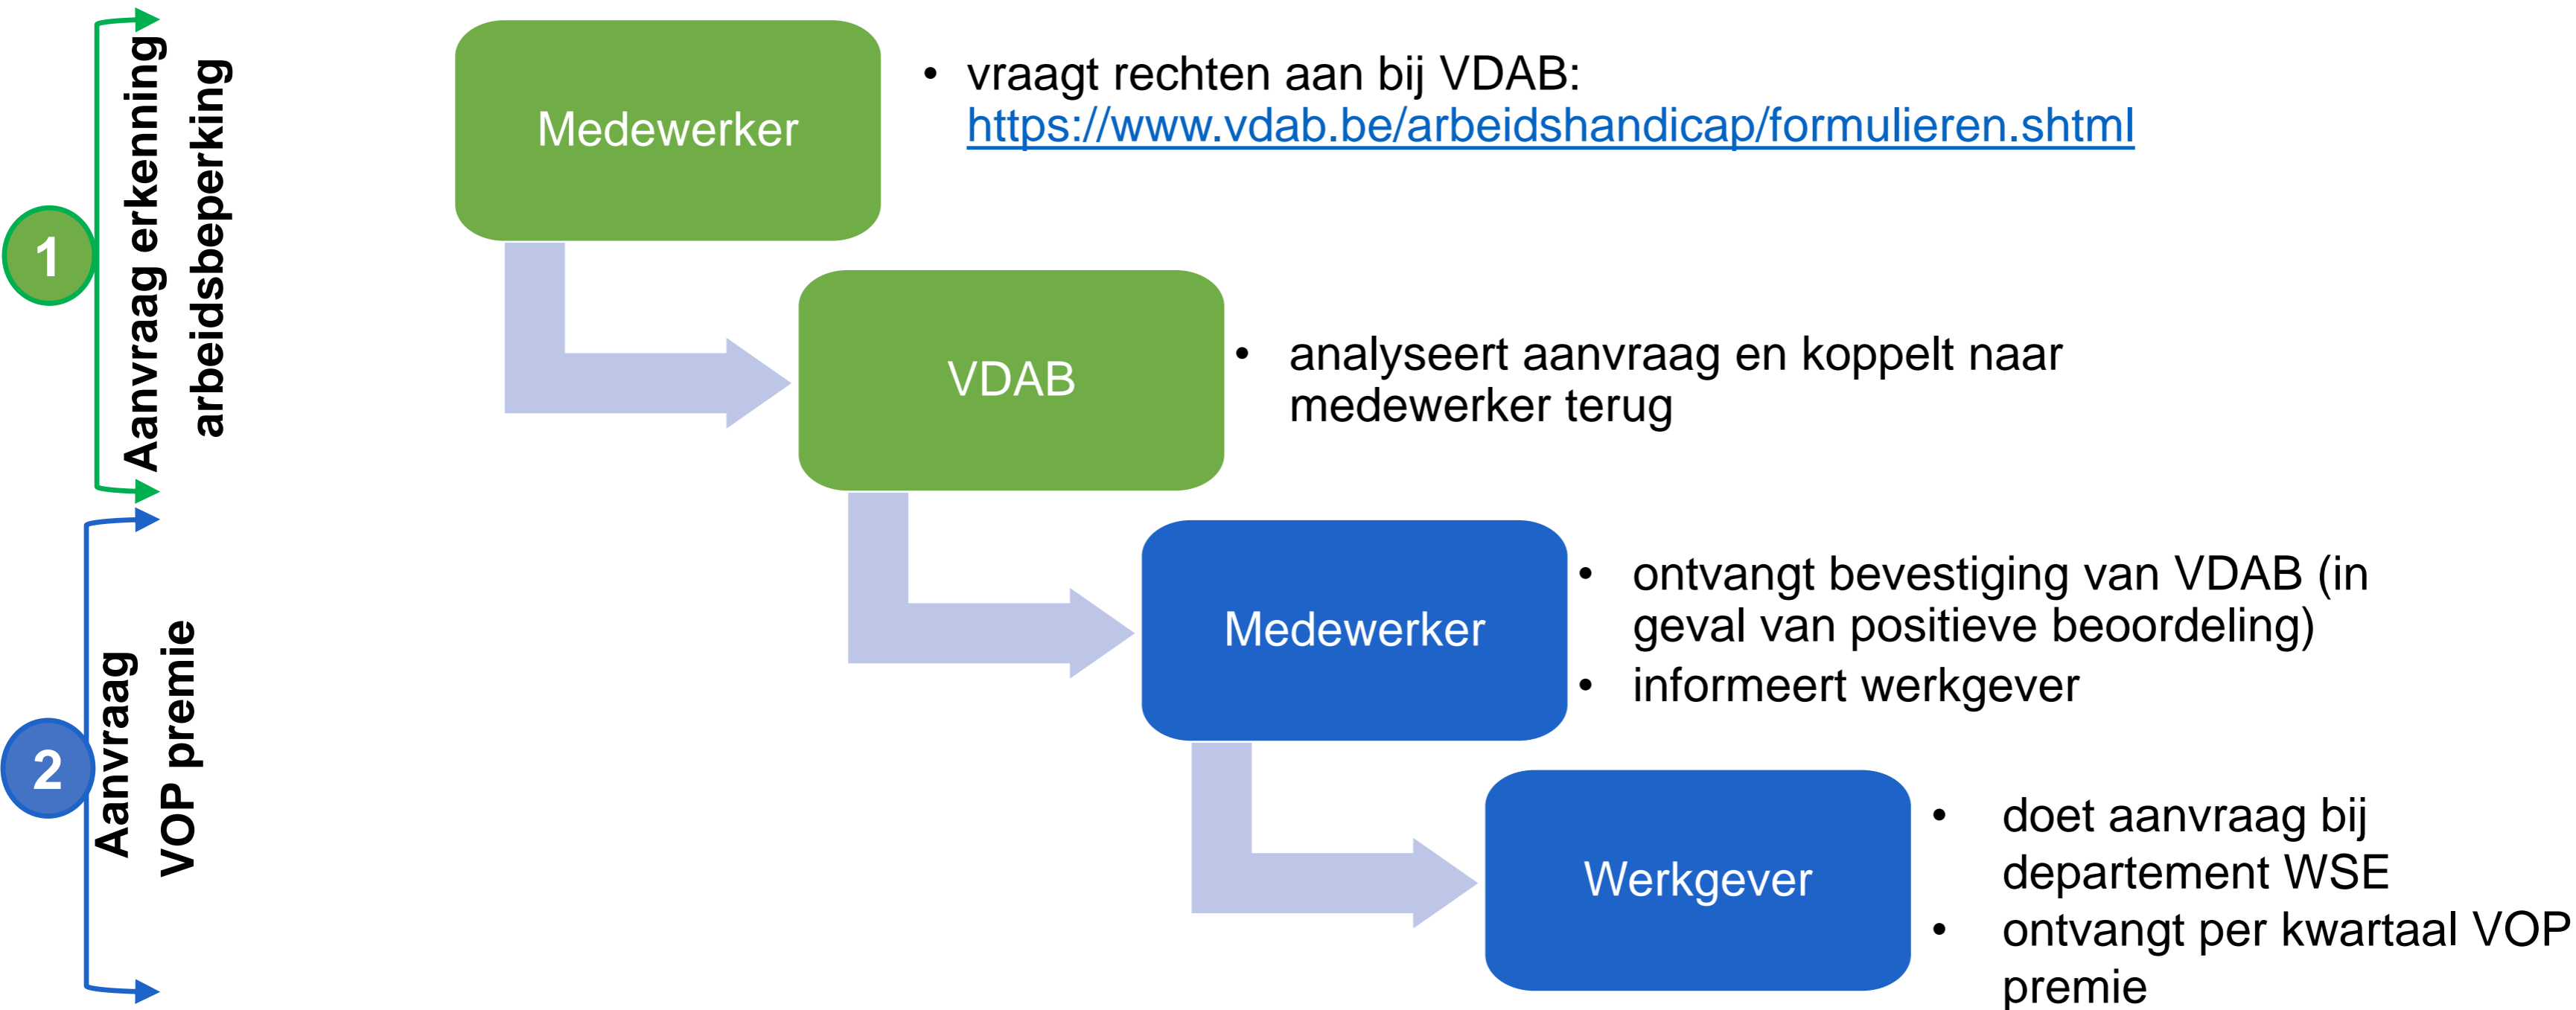 1
Aanvraag erkenning
arbeidsbeperking
Medewerker
• vraagt rechten aan bij VDAB:
https://www.vdab.be/arbeidshandicap/formulieren.shtml
VDAB
• analyseert aanvraag en koppelt naar
medewerker terug
2
Aanvraag
VOP premie
Medewerker
• ontvangt bevestiging van VDAB (in
geval van positieve beoordeling)
• informeert werkgever
Werkgever
• doet aanvraag bij
departement WSE
• ontvangt per kwartaal VOP
premie